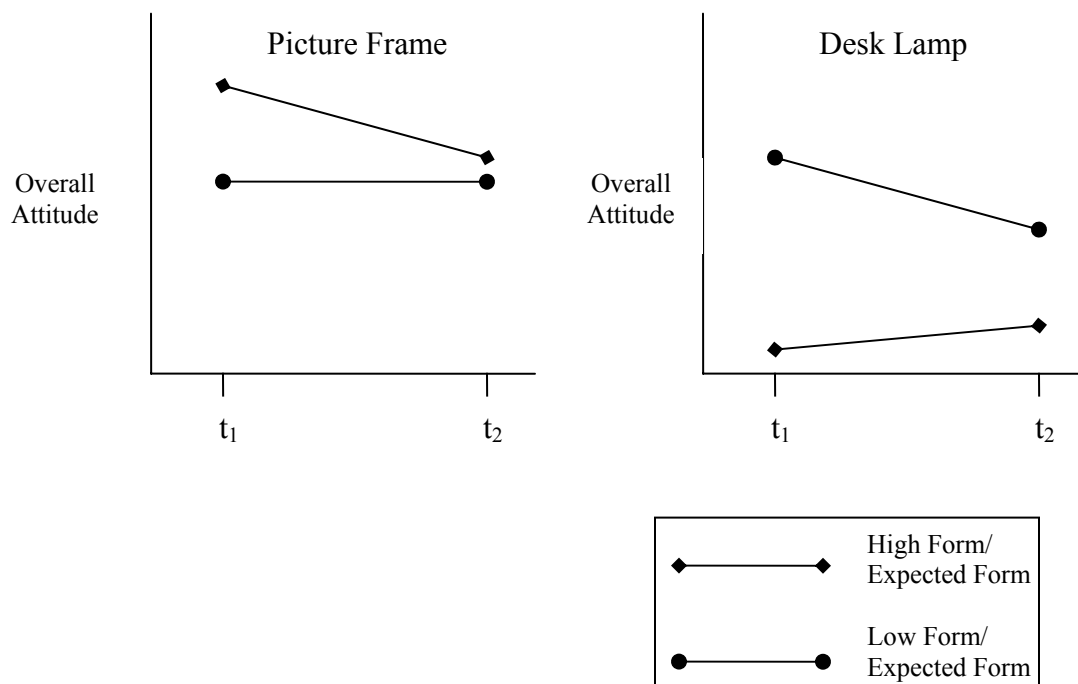 Picture Frame
Overall
Attitude
t₁
t₂
Desk Lamp
Overall
Attitude
t₁
t₂
High Form/
Expected Form
Low Form/
Expected Form